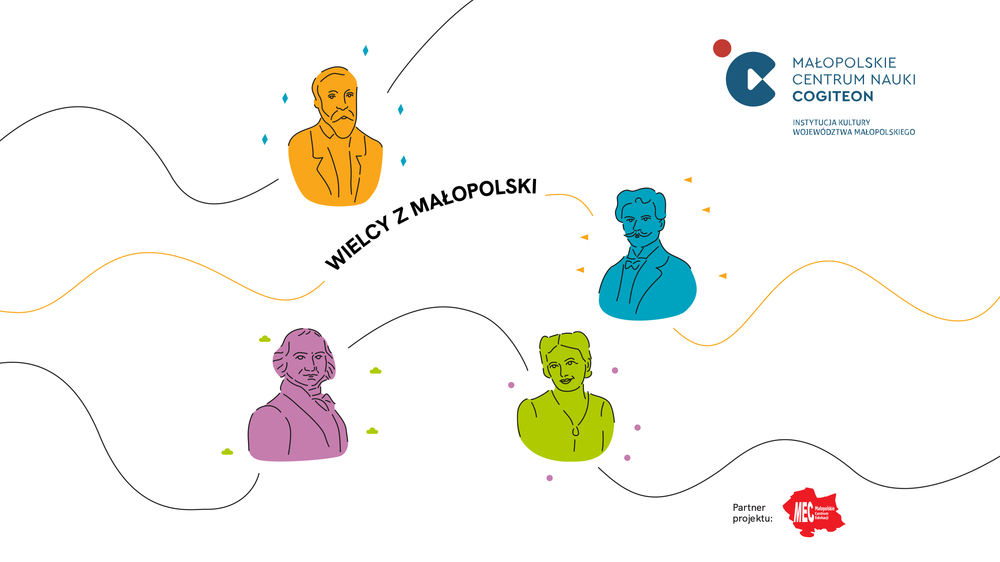 MAŁOPOLSKIE
CENTRUM NAUKI
COGITEON
INSTYTUCJA KULTURY
WOJEWÓDZTWA MAŁOPOLSKIEGO
WIELCY Z MAŁOPOLSKI
Partner
projektu:
MEC
Małopolskie
Centrum
Edukacji